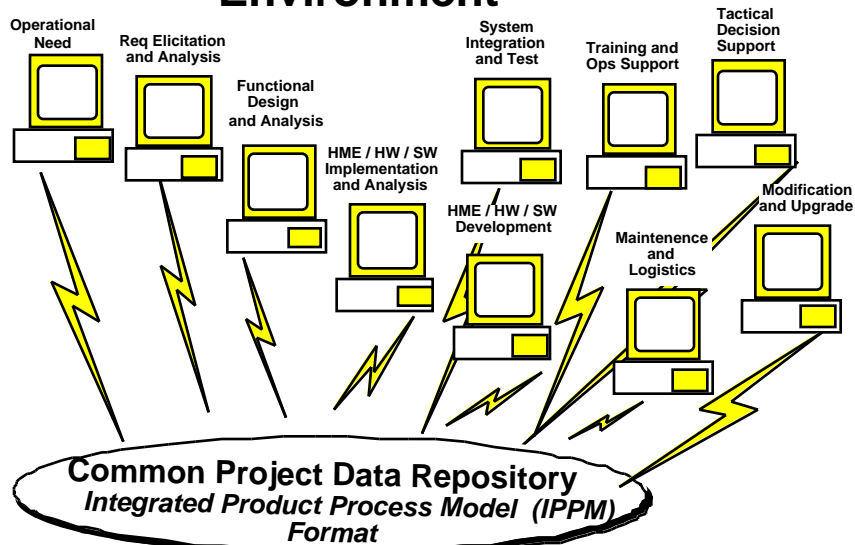 Environment
Operational
Need
Req Elicitation
and Analysis
Functional
Design
and Analysis
HME / HW / SW
Implementation
and Analysis
System
Integration
and Test
HME / HW / SW
Development
Training and
Ops Support
Tactical
Decision
Support
Maintenence
and
Logistics
Modification
and Upgrade
Common Project Data Repository
Integrated Product Process Model (IPPM)
Format